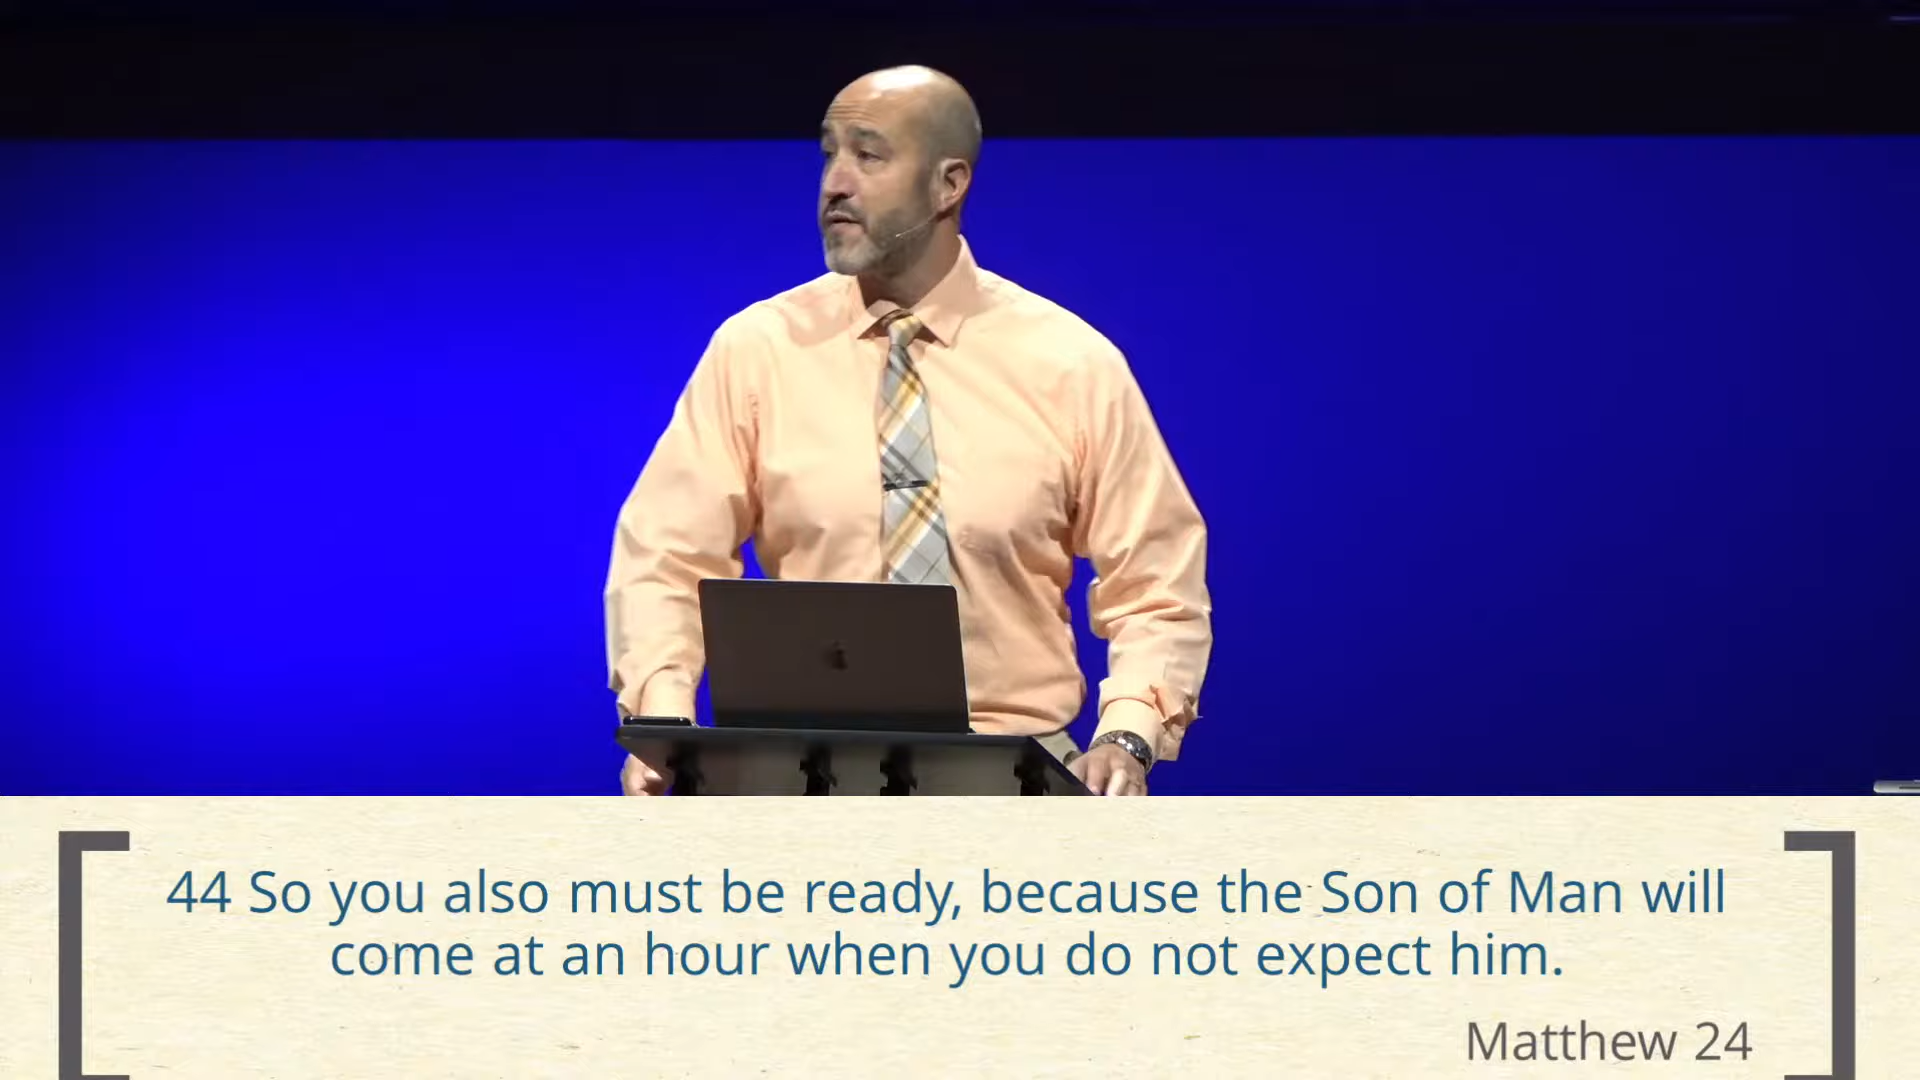 44 So you also must be ready, because the Son of Man will
come at an hour when you do not expect him.
Matthew 24